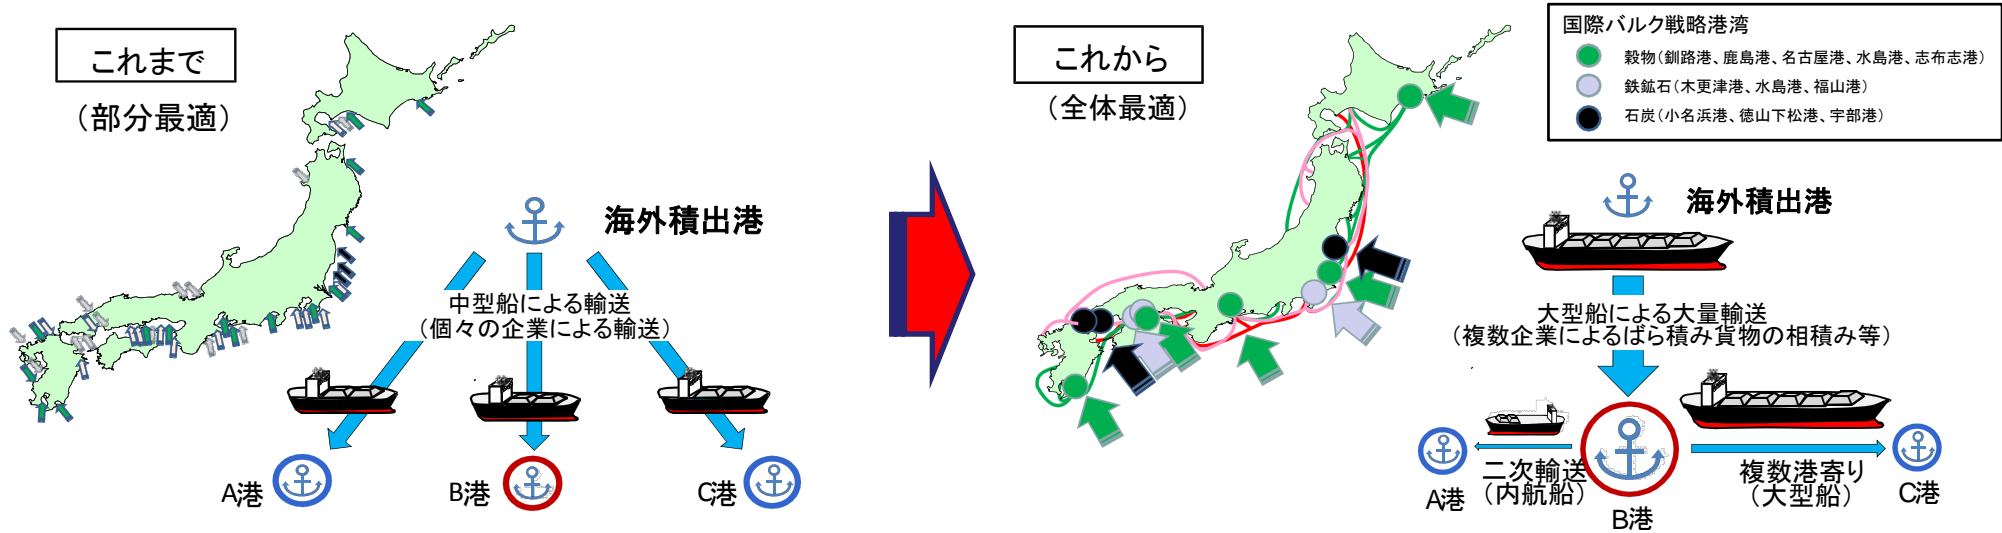 これまで
(部分最適)
海外積出港
中型船による輸送
(個々の企業による輸送)
A港
B港
C港
これから
(全体最適)
国際バルク戦略港湾
穀物(釧路港、鹿島港、名古屋港、水島港、志布志港)
鉄鉱石(木更津港、水島港、福山港)
石炭(小名浜港、徳山下松港、宇部港)
海外積出港
大型船による大量輸送
(複数企業によるばら積み貨物の相積み等)
二次輸送
(内航船)
複数港寄り
(大型船)
A港
B港
C港